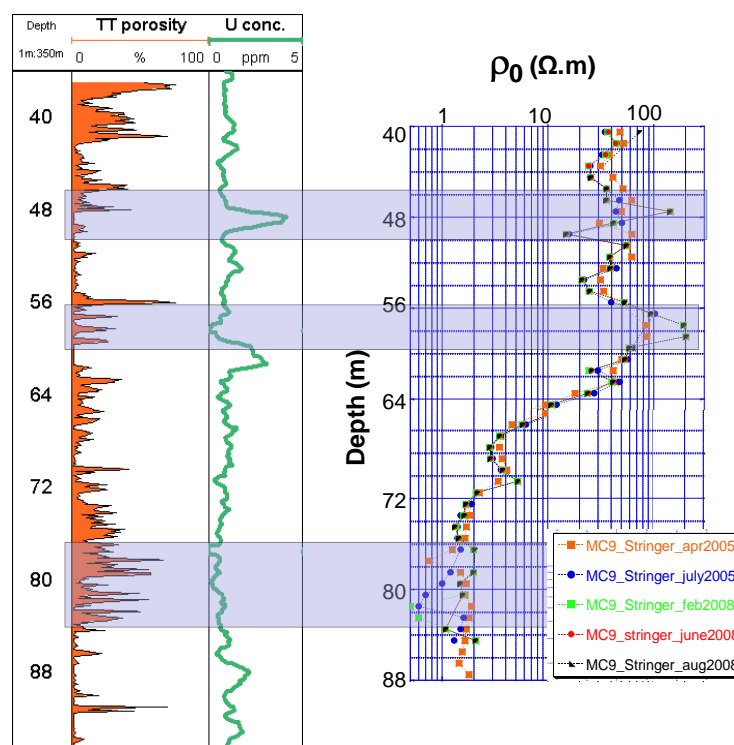 Depth
TT porosity
U conc.
1m:350m
0 % 100
0 ppm 5
40
48
56
64
72
80
88
ρ0 (Ω.m)
1 10 100
Depth (m)
40
48
56
64
72
80
88
MC9_Stringer_apr2005
MC9_Stringer_july2005
MC9_Stringer_feb2008
MC9_stringer_june2008
MC9_Stringer_aug2008